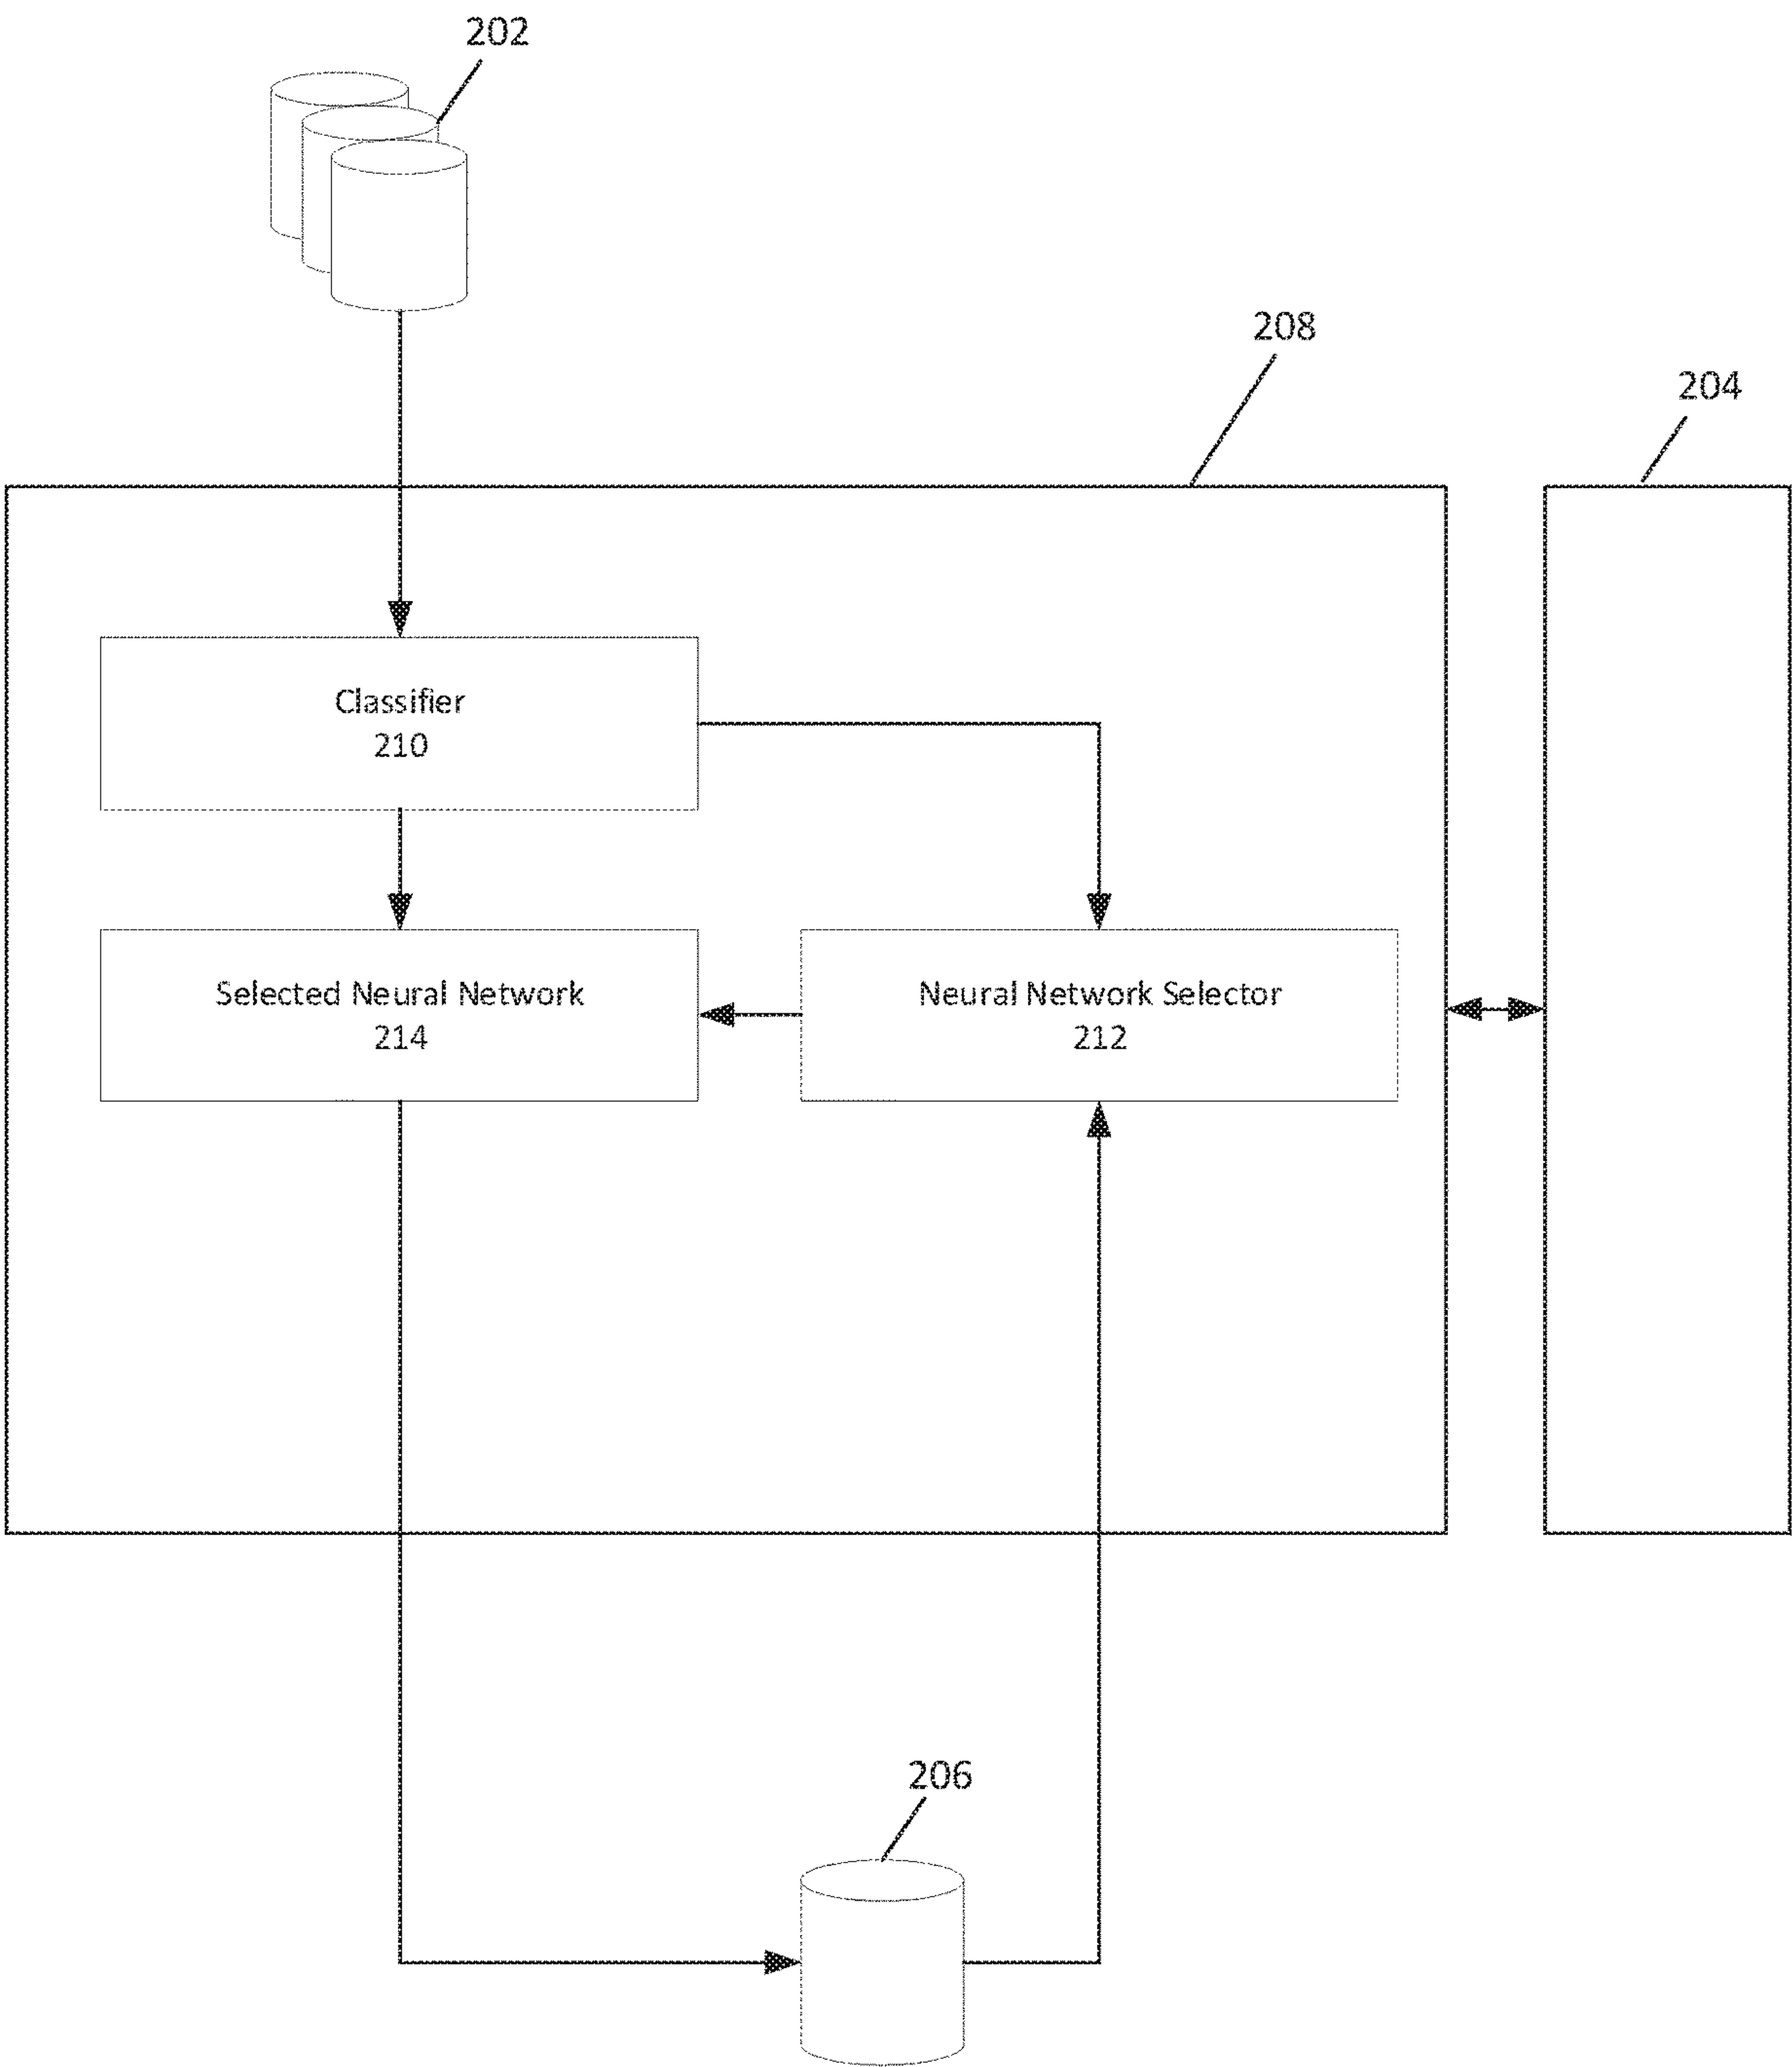 202
208
204
Classifier
210
Selected Neural Network
214
Neural Network Selector
212
206